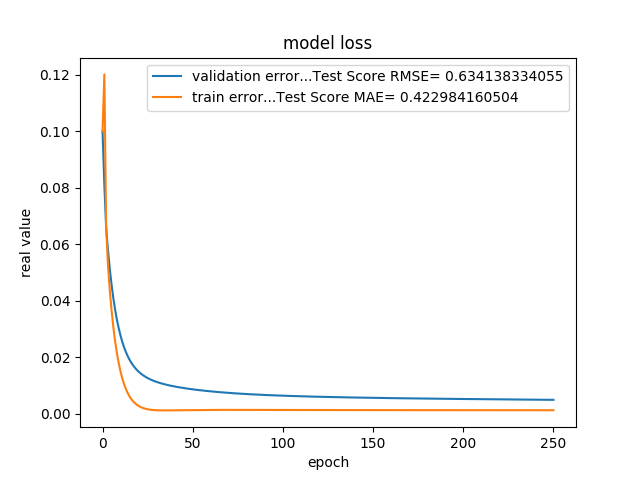 model loss
validation error...Test Score RMSE= 0.634138334055
train error...Test Score MAE= 0.422984160504
0.12
0.10
0.08
0.06
0.04
0.02
0.00
real value
0 50 100 150 200 250
epoch